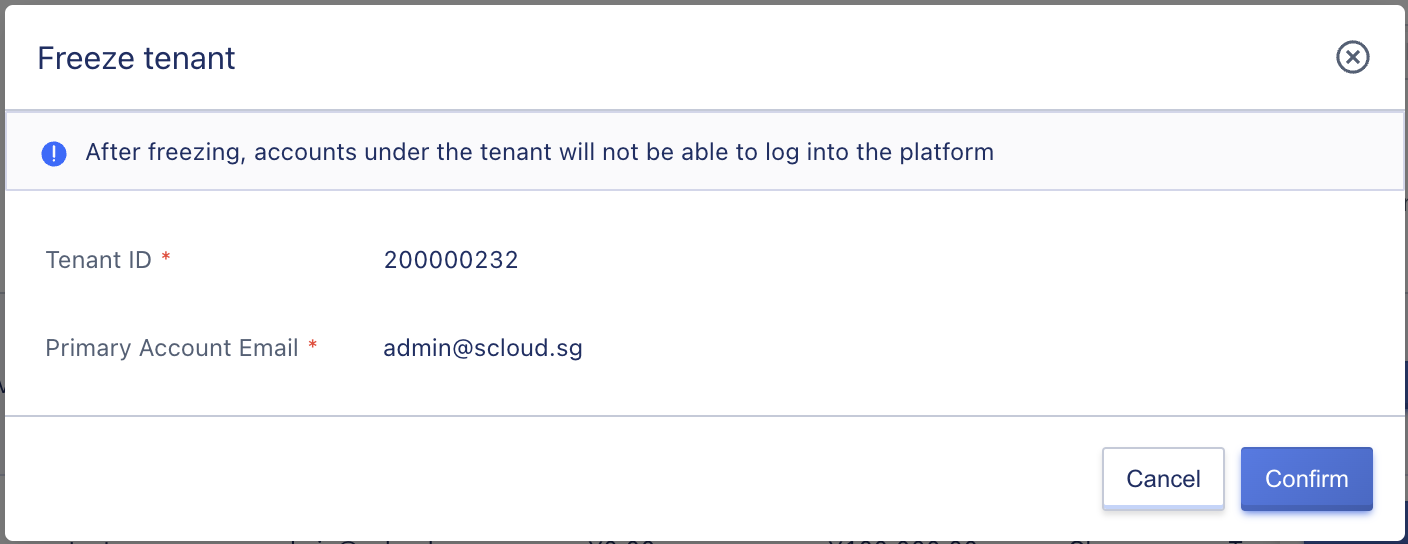 Freeze tenant
After freezing, accounts under the tenant will not be able to log into the platform
Tenant ID *
200000232
Primary Account Email *
admin@scloud.sg
Cancel
Confirm